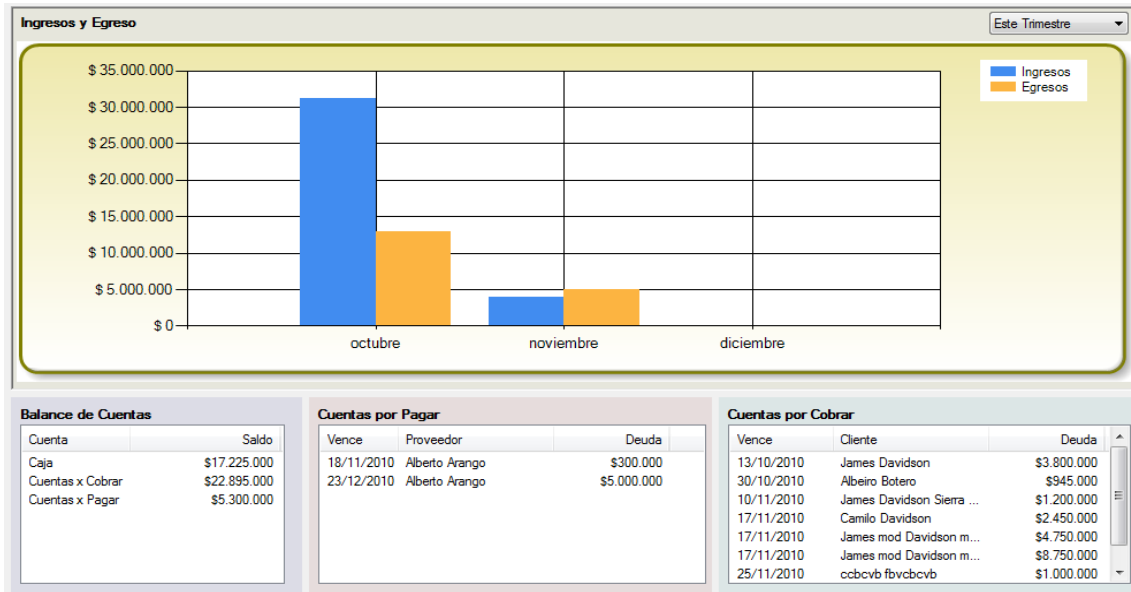 Ingresos y Egreso
Este Trimestre
$ 35.000.000
$ 30.000.000
$ 25.000.000
$ 20.000.000
$ 15.000.000
$ 10.000.000
$ 5.000.000
$ 0
octubre noviembre diciembre
Ingresos
Egresos
Balance de Cuentas
Cuenta Saldo
Caja $17.225.000
Cuentas x Cobrar $22.895.000
Cuentas x Pagar $5.300.000
Cuentas por Pagar
Vence Proveedor Deuda
18/11/2010 Alberto Arango $300.000
23/12/2010 Alberto Arango $5.000.000
Cuentas por Cobrar
Vence Cliente Deuda
13/10/2010 James Davidson $3.800.000
30/10/2010 Albeiro Botero $945.000
10/11/2010 James Davidson Sierra ... $1.200.000
17/11/2010 Camilo Davidson $2.450.000
17/11/2010 James mod Davidson m... $4.750.000
17/11/2010 James mod Davidson m... $8.750.000
25/11/2010 ccbcvb fbvcbcvb $1.000.000